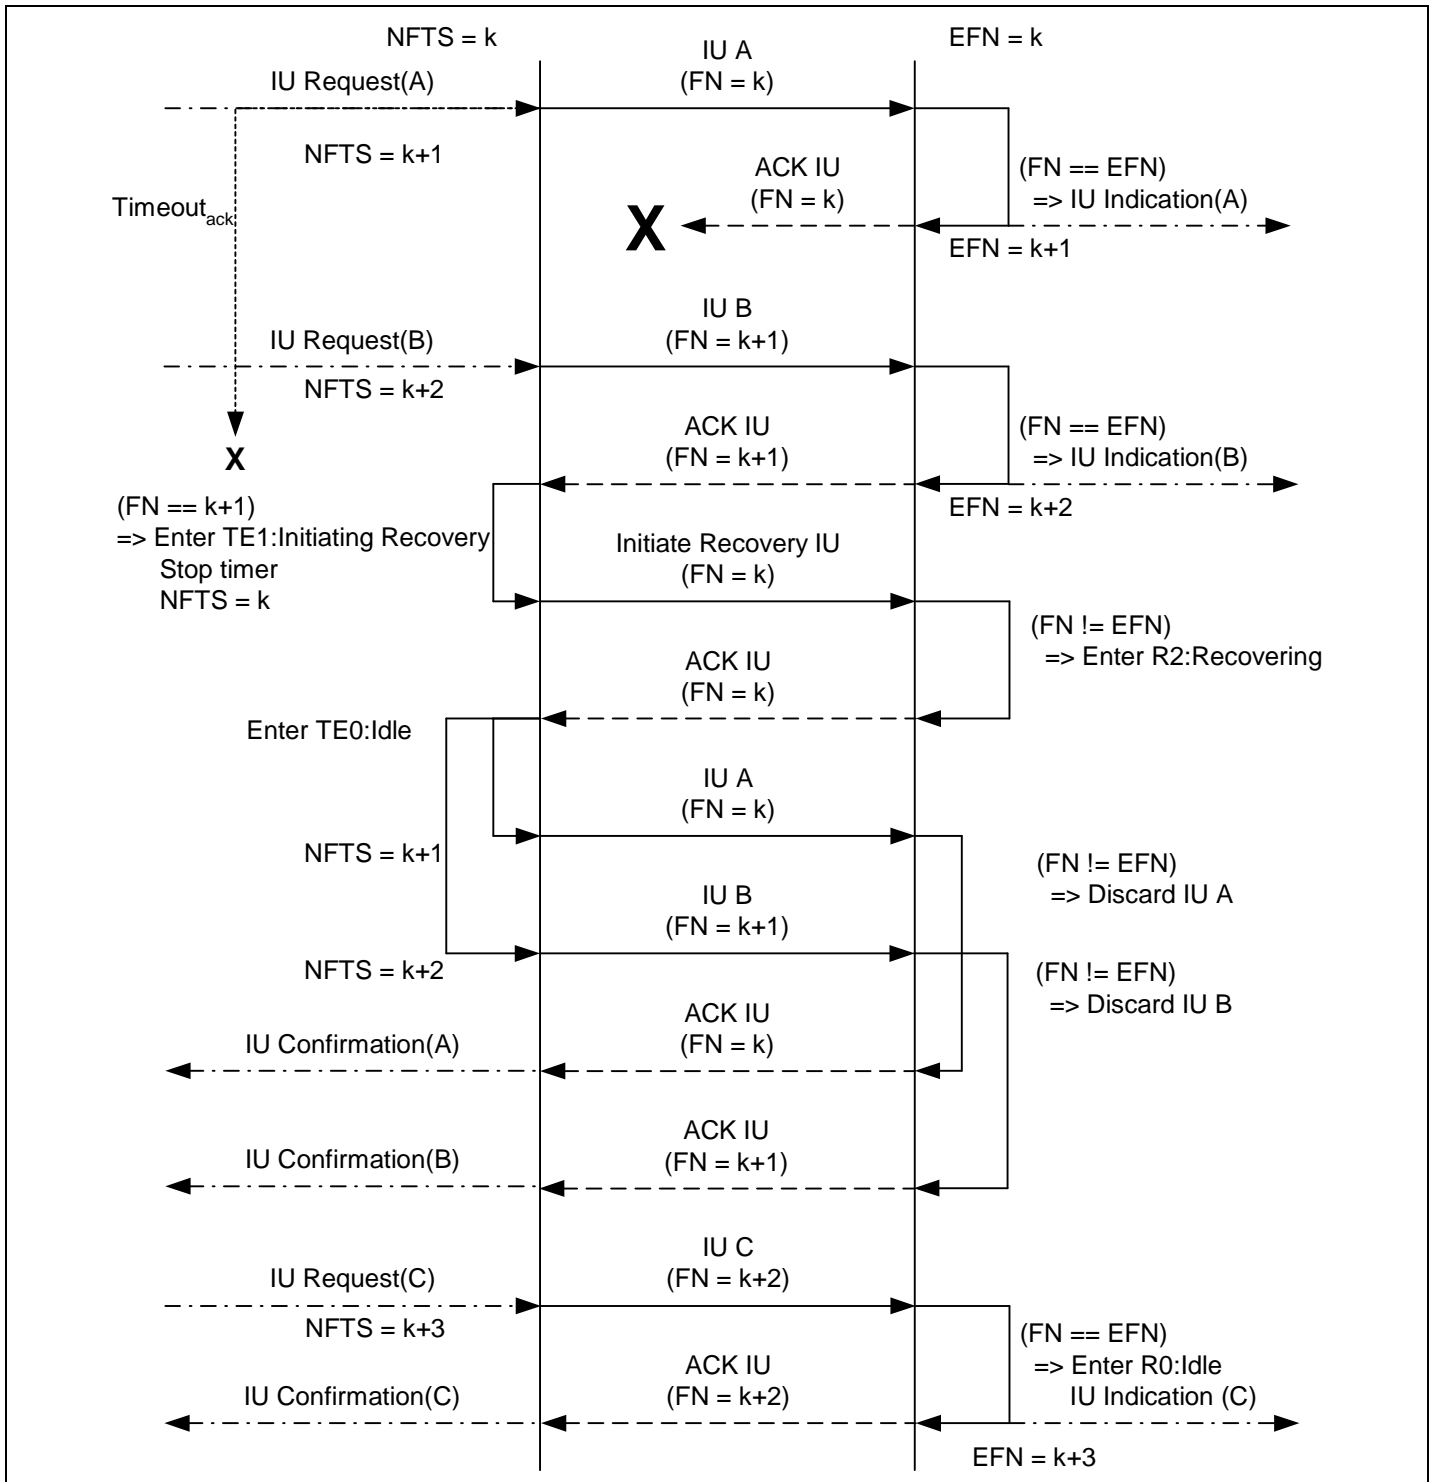 NFTS = k
EFN = k
IU A
(FN = k)
IU Request(A)
NFTS = k+1
ACK IU
(FN = k)
(FN == EFN)
=> IU Indication(A)
Timeoutack
X
EFN = k+1
IU B
(FN = k+1)
IU Request(B)
NFTS = k+2
ACK IU
(FN = k+1)
(FN == EFN)
=> IU Indication(B)
X
EFN = k+2
(FN == k+1)
=> Enter TE1:Initiating Recovery
Stop timer
NFTS = k
Initiate Recovery IU
(FN = k)
(FN != EFN)
=> Enter R2:Recovering
ACK IU
(FN = k)
Enter TE0:Idle
IU A
(FN = k)
NFTS = k+1
(FN != EFN)
=> Discard IU A
IU B
(FN = k+1)
NFTS = k+2
(FN != EFN)
=> Discard IU B
ACK IU
(FN = k)
IU Confirmation(A)
ACK IU
(FN = k+1)
IU Confirmation(B)
IU C
(FN = k+2)
IU Request(C)
NFTS = k+3
(FN == EFN)
=> Enter R0:Idle
IU Indication (C)
ACK IU
(FN = k+2)
IU Confirmation(C)
EFN = k+3